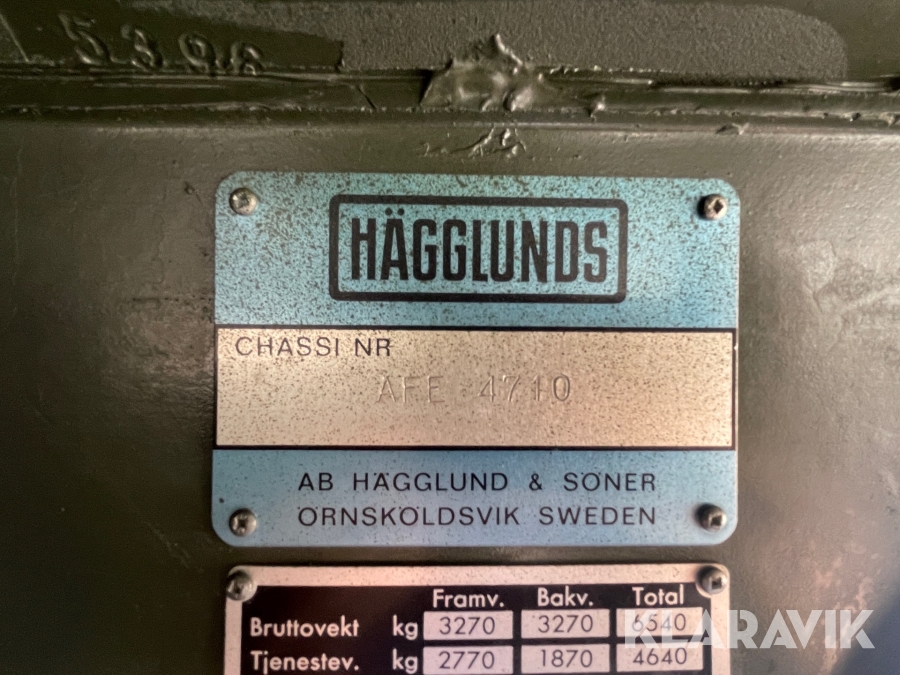 5396
HÄGGLUNDS
CHASSI NR
AFE 4710
AB HÄGGLUND & SÖNER
ÖRNSKÖLDSVIK SWEDEN
Framv. Bakv. Total
Bruttovekt kg 3270 3270 6540
Tjenestev. kg 2770 1870 4640
KLARAVIK